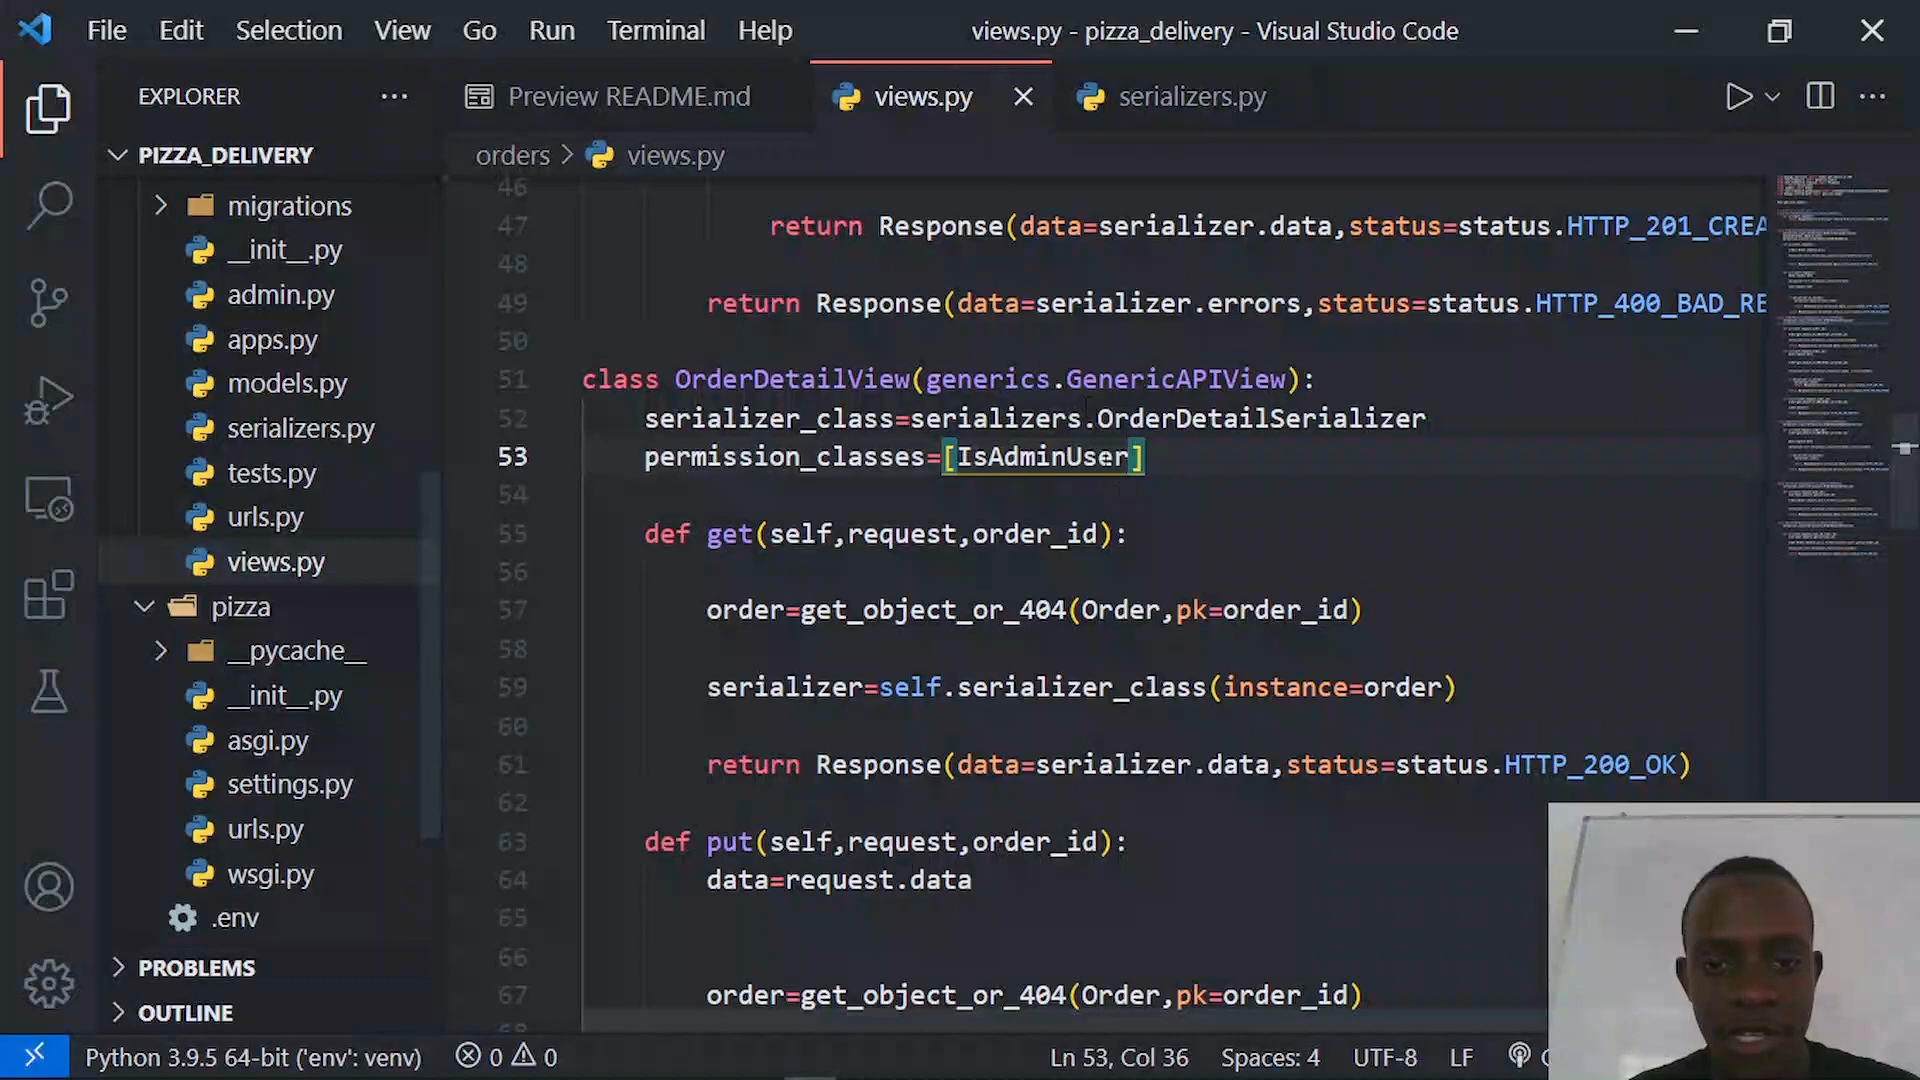 File Edit Selection View Go Run Terminal Help
views.py - pizza_delivery - Visual Studio Code
EXPLORER
Preview README.md
views.py
serializers.py
PIZZA_DELIVERY
orders
views.py
migrations
__init__.py
admin.py
apps.py
models.py
serializers.py
tests.py
urls.py
views.py
pizza
__pycache__
__init__.py
asgi.py
settings.py
urls.py
wsgi.py
.env
PROBLEMS
OUTLINE
46
47 return Response(data=serializer.data,status=status.HTTP_201_CREA
48
49 return Response(data=serializer.errors,status=status.HTTP_400_BAD_RE
50
51 class OrderDetailView(generics.GenericAPIView):
52 serializer_class=serializers.OrderDetailSerializer
53 permission_classes=[IsAdminUser]
54
55 def get(self,request,order_id):
56
57 order=get_object_or_404(Order,pk=order_id)
58
59 serializer=self.serializer_class(instance=order)
60
61 return Response(data=serializer.data,status=status.HTTP_200_OK)
62
63 def put(self,request,order_id):
64 data=request.data
65
66
67 order=get_object_or_404(Order,pk=order_id)
68
Python 3.9.5 64-bit ('env': venv) 0 0
Ln 53, Col 36 Spaces: 4 UTF-8 LF